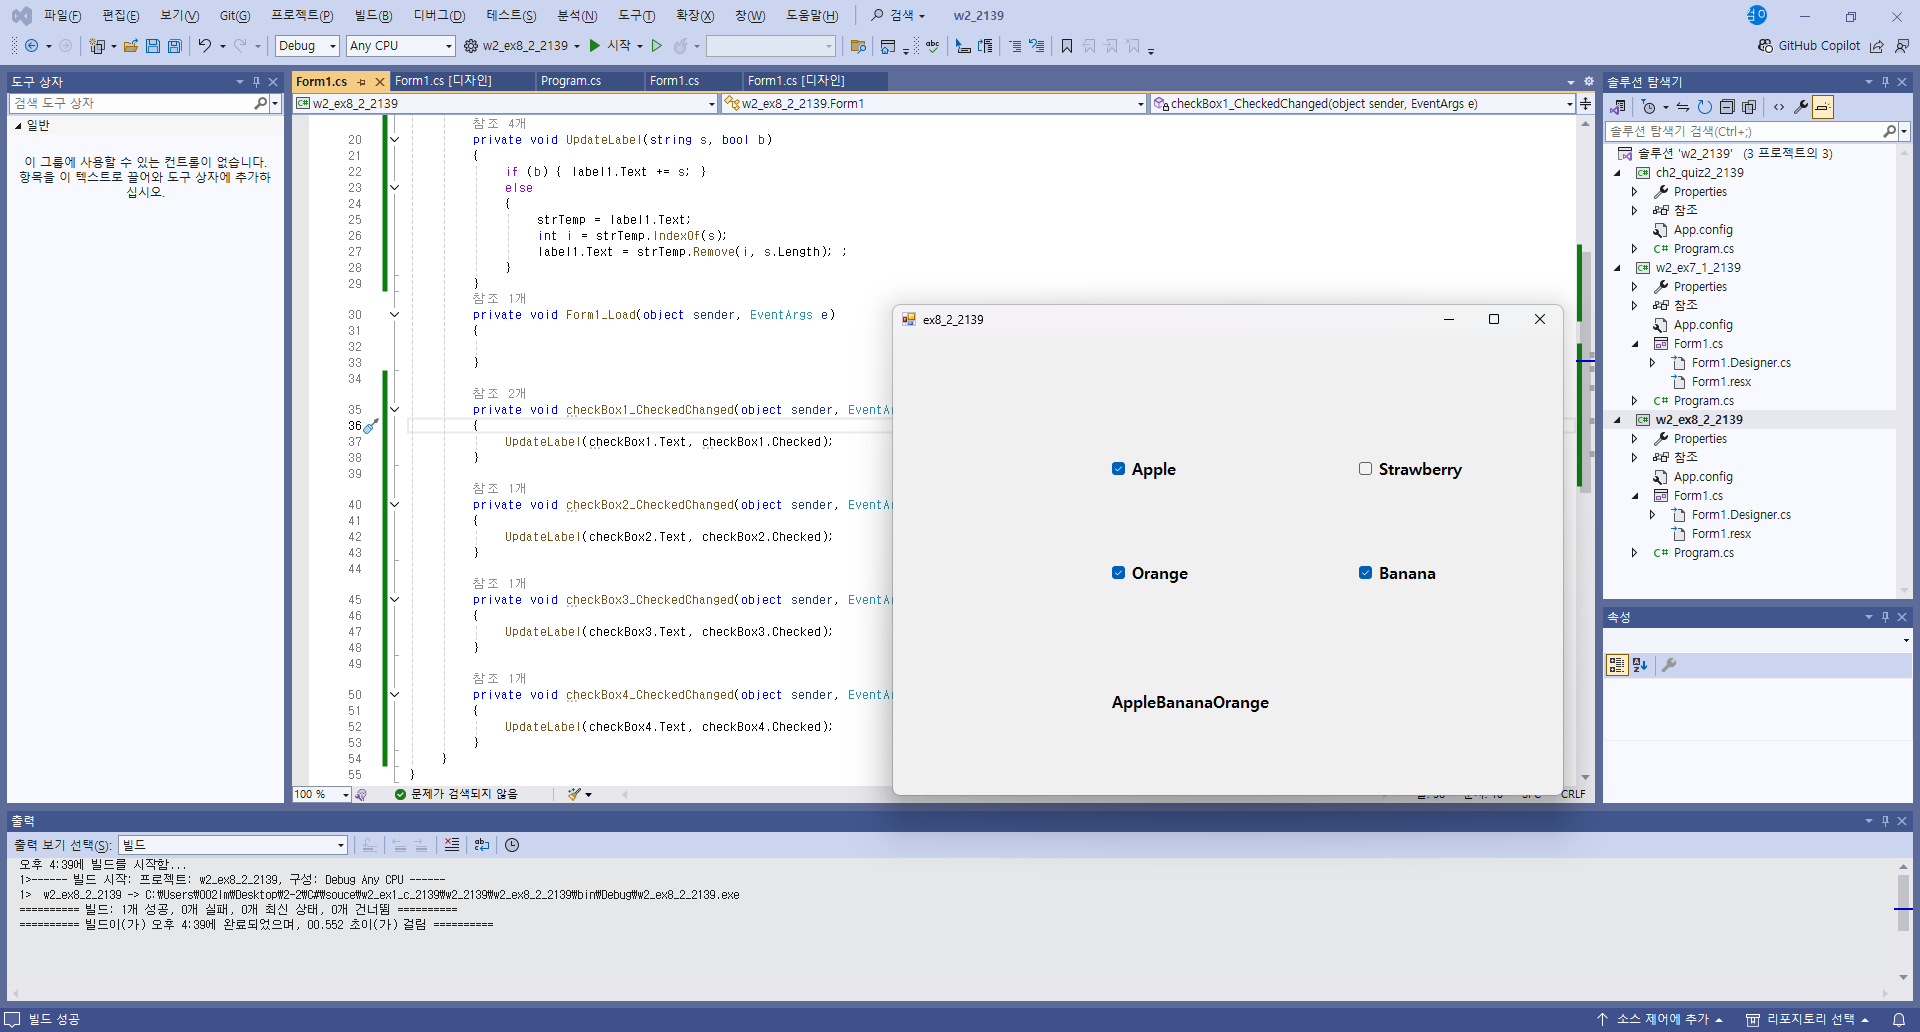 파일(F) 편집(E) 보기(V) Git(G) 프로젝트(P) 빌드(B) 디버그(D) 테스트(S) 분석(N) 도구(T) 확장(X) 창(W) 도움말(H) 검색 w2_2139
Debug Any CPU w2_ex8_2_2139 시작 GitHub Copilot
도구 상자
검색 도구 상자
일반
이 그룹에 사용할 수 있는 컨트롤이 없습니다.
항목을 이 텍스트로 끌어와 도구 상자에 추가하
십시오.
Form1.cs Form1.cs [디자인] Program.cs Form1.cs Form1.cs [디자인]
w2_ex8_2_2139 w2_ex8_2_2139.Form1 checkBox1_CheckedChanged(object sender, EventArgs e)
참조 4개
20 private void UpdateLabel(string s, bool b)
21 {
22 if (b) { label1.Text += s; }
23 else
24 {
25 strTemp = label1.Text;
26 int i = strTemp.IndexOf(s);
27 label1.Text = strTemp.Remove(i, s.Length); ;
28 }
29 }
참조 1개
30 private void Form1_Load(object sender, EventArgs e)
31 {
32
33 }
34
참조 2개
35 private void checkBox1_CheckedChanged(object sender, EventAr
36 {
37 UpdateLabel(checkBox1.Text, checkBox1.Checked);
38 }
39
참조 1개
40 private void checkBox2_CheckedChanged(object sender, EventAr
41 {
42 UpdateLabel(checkBox2.Text, checkBox2.Checked);
43 }
44
참조 1개
45 private void checkBox3_CheckedChanged(object sender, EventAr
46 {
47 UpdateLabel(checkBox3.Text, checkBox3.Checked);
48 }
49
참조 1개
50 private void checkBox4_CheckedChanged(object sender, EventAr
51 {
52 UpdateLabel(checkBox4.Text, checkBox4.Checked);
53 }
54 }
55 }
100 % 문제가 검색되지 않음 CRLF
ex8_2_2139
Apple Strawberry
Orange Banana
AppleBananaOrange
솔루션 탐색기
솔루션 탐색기 검색(Ctrl+;)
솔루션 'w2_2139' (3 프로젝트의 3)
ch2_quiz2_2139
Properties
참조
App.config
C# Program.cs
w2_ex7_1_2139
Properties
참조
App.config
Form1.cs
Form1.Designer.cs
Form1.resx
C# Program.cs
w2_ex8_2_2139
Properties
참조
App.config
Form1.cs
Form1.Designer.cs
Form1.resx
C# Program.cs
속성
출력
출력 보기 선택(S): 빌드
오후 4:39에 빌드를 시작함...
1>------ 빌드 시작: 프로젝트: w2_ex8_2_2139, 구성: Debug Any CPU ------
1> w2_ex8_2_2139 -> C:\Users\002lm\Desktop\2-2\C#\souce\w2_ex1_c_2139\w2_2139\w2_ex8_2_2139\bin\Debug\w2_ex8_2_2139.exe
========== 빌드: 1개 성공, 0개 실패, 0개 최신 상태, 0개 건너뜀 ==========
========== 빌드이(가) 오후 4:39에 완료되었으며, 00.552 초이(가) 걸림 ==========
빌드 성공 소스 제어에 추가 리포지토리 선택